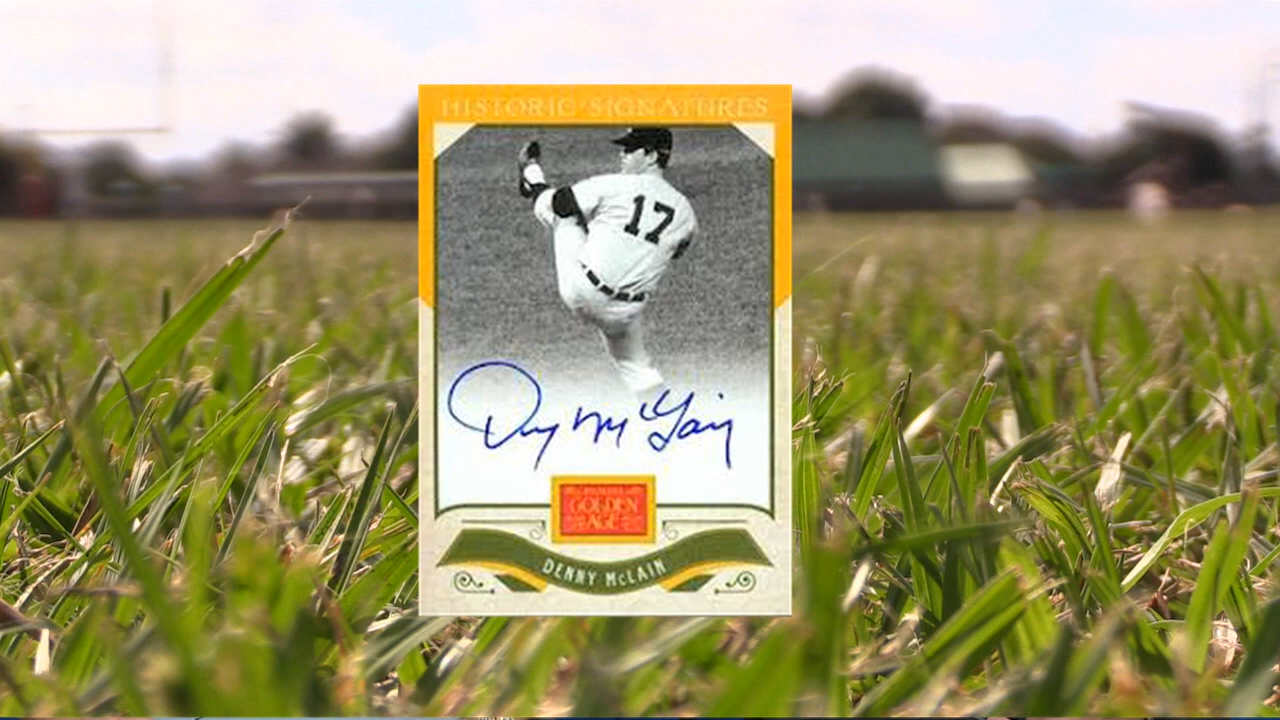 HISTORIC SIGNATURES
17
Denny McLain
GOLDEN
AGE
DENNY McLAIN